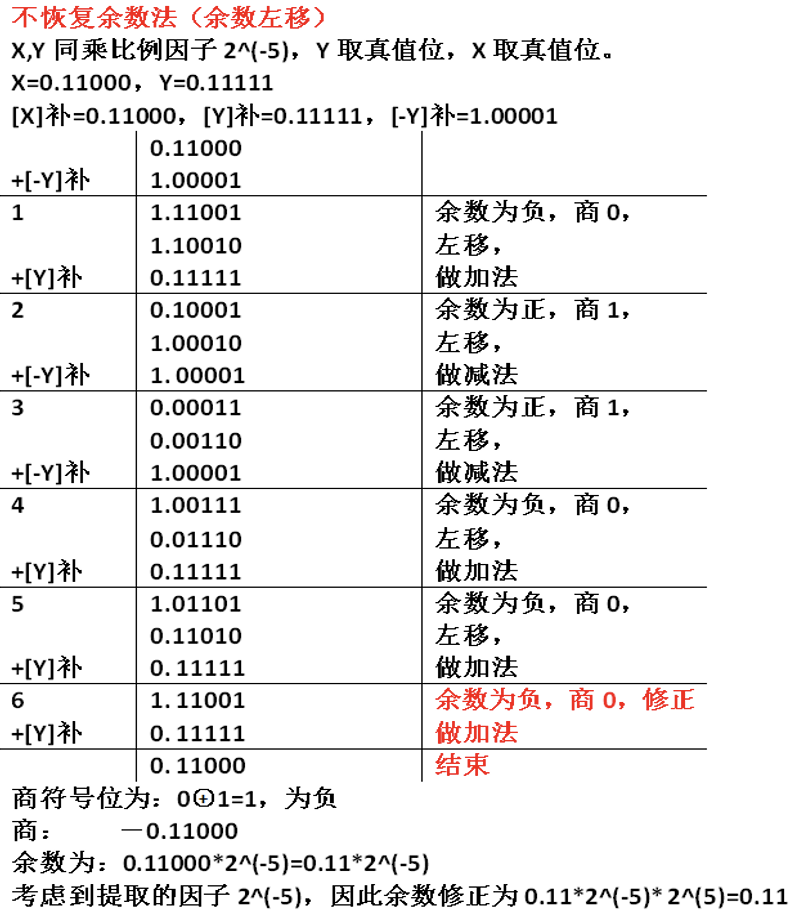 不恢复余数法（余数左移）
X,Y 同乘比例因子 2^(-5)，Y 取真值位，X 取真值位。
X=0.11000，Y=0.11111
[X]补=0.11000，[Y]补=0.11111，[-Y]补=1.00001
0.11000
+[-Y]补 1.00001
1 1.11001 余数为负，商 0，
1.10010 左移，
+[Y]补 0.11111 做加法
2 0.10001 余数为正，商 1，
1.00010 左移，
+[-Y]补 1.00001 做减法
3 0.00011 余数为正，商 1，
0.00110 左移，
+[-Y]补 1.00001 做减法
4 1.00111 余数为负，商 0，
0.01110 左移，
+[Y]补 0.11111 做加法
5 1.01101 余数为负，商 0，
0.11010 左移，
+[Y]补 0.11111 做加法
6 1.11001 余数为负，商 0，修正
+[Y]补 0.11111 做加法
0.11000 结束
商符号位为：0⊕1=1，为负
商： －0.11000
余数为：0.11000*2^(-5)=0.11*2^(-5)
考虑到提取的因子 2^(-5)，因此余数修正为 0.11*2^(-5)* 2^(5)=0.11